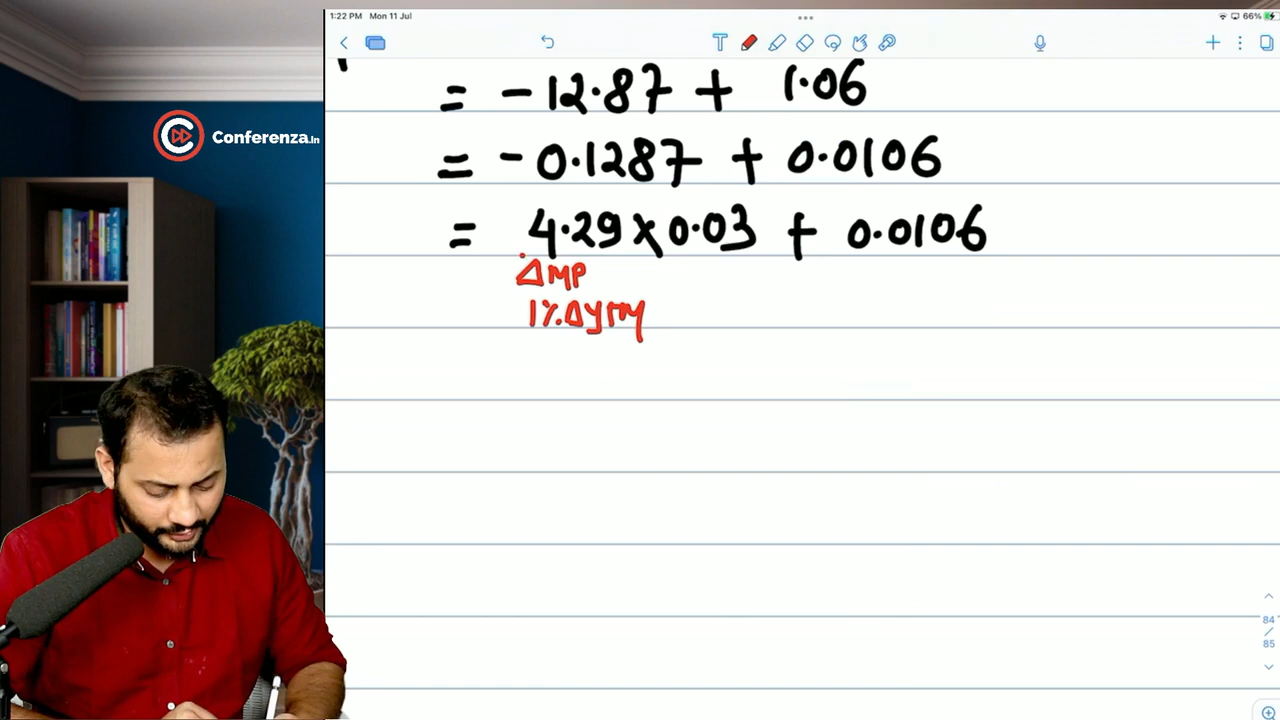 1:22 PM Mon 11 Jul
66%
Conferenza.In
= -12.87 + 1.06
= -0.1287 + 0.0106
= 4.29×0.03 + 0.0106
ΔMP
1%ΔYTM
84
/
85